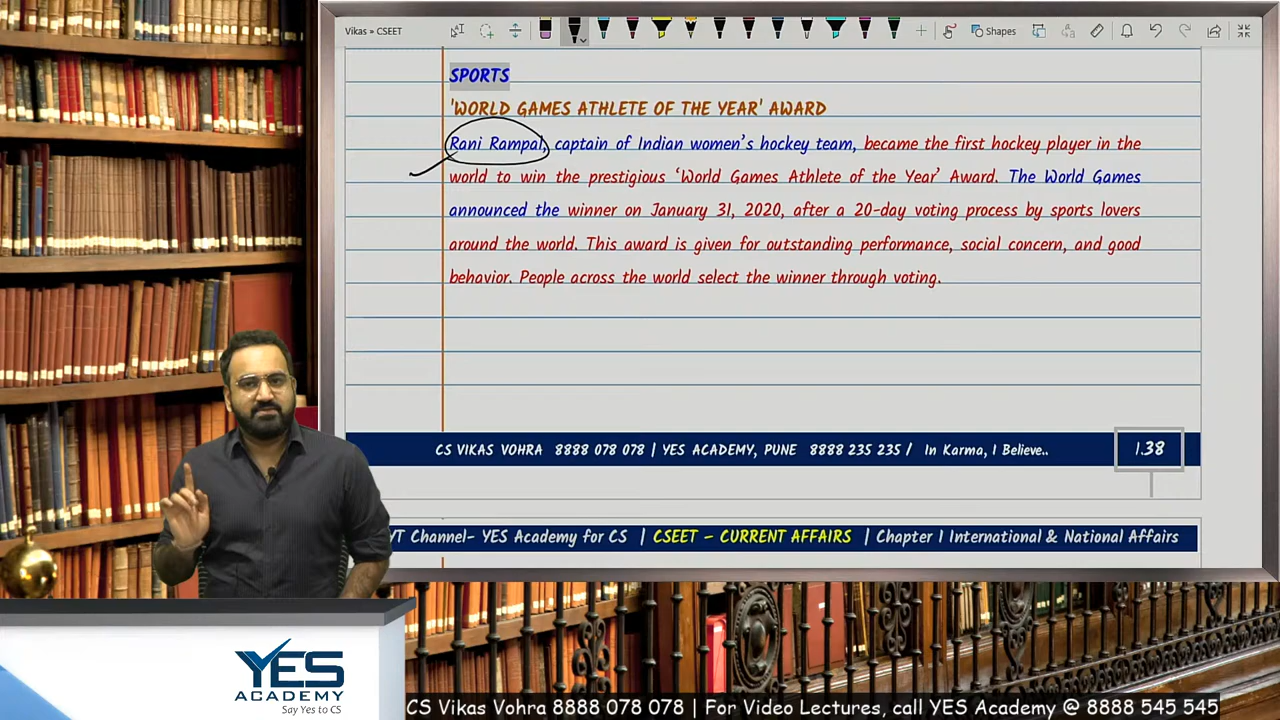 Vikas » CSEET
Shapes
SPORTS
'WORLD GAMES ATHLETE OF THE YEAR' AWARD
Rani Rampal, captain of Indian women's hockey team, became the first hockey player in the
world to win the prestigious 'World Games Athlete of the Year' Award. The World Games
announced the winner on January 31, 2020, after a 20-day voting process by sports lovers
around the world. This award is given for outstanding performance, social concern, and good
behavior. People across the world select the winner through voting.
CS VIKAS VOHRA 8888 078 078 | YES ACADEMY, PUNE 8888 235 235 / In Karma, I Believe..
1.38
YT Channel- YES Academy for CS | CSEET – CURRENT AFFAIRS | Chapter 1 International & National Affairs
YES
ACADEMY
Say Yes to CS
CS Vikas Vohra 8888 078 078 | For Video Lectures, call YES Academy @ 8888 545 545